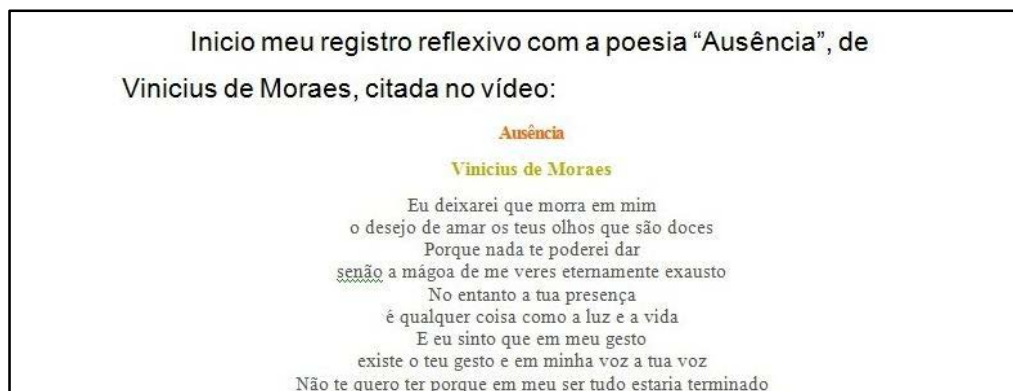 Inicio meu registro reflexivo com a poesia “Ausência”, de
Vinicius de Moraes, citada no vídeo:
Ausência
Vinicius de Moraes
Eu deixarei que morra em mim
o desejo de amar os teus olhos que são doces
Porque nada te poderei dar
senão a mágoa de me veres eternamente exausto
No entanto a tua presença
é qualquer coisa como a luz e a vida
E eu sinto que em meu gesto
existe o teu gesto e em minha voz a tua voz
Não te quero ter porque em meu ser tudo estaria terminado